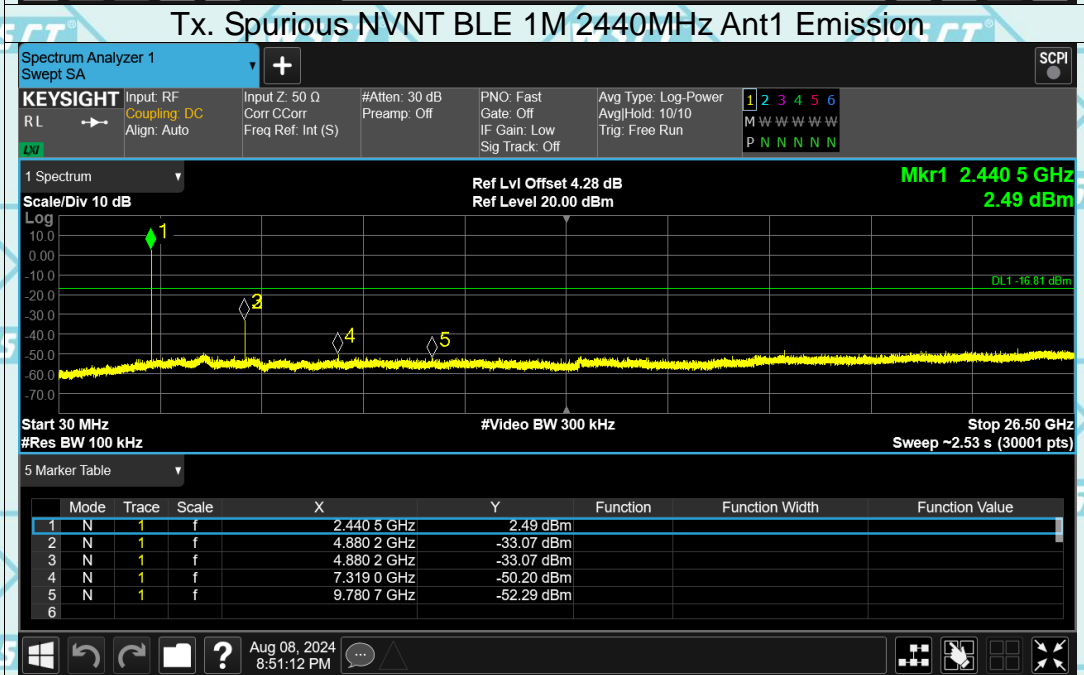 Tx. Spurious NVNT BLE 1M 2440MHz Ant1 Emission
Spectrum Analyzer 1
Swept SA
+
SCPI
KEYSIGHT
RL
LXI
Input: RF
Coupling: DC
Align: Auto
Input Z: 50 Ω
Corr CCorr
Freq Ref: Int (S)
#Atten: 30 dB
Preamp: Off
PNO: Fast
Gate: Off
IF Gain: Low
Sig Track: Off
Avg Type: Log-Power
Avg|Hold: 10/10
Trig: Free Run
1 2 3 4 5 6
M W W W W W
P N N N N N
1 Spectrum
Scale/Div 10 dB
Ref Lvl Offset 4.28 dB
Ref Level 20.00 dBm
Mkr1 2.440 5 GHz
2.49 dBm
Log
10.0
0.00
-10.0
-20.0
-30.0
-40.0
-50.0
-60.0
-70.0
1
DL1 -16.81 dBm
4
5
Start 30 MHz
#Res BW 100 kHz
#Video BW 300 kHz
Stop 26.50 GHz
Sweep ~2.53 s (30001 pts)
5 Marker Table
Mode Trace Scale X Y Function Function Width Function Value
1 N 1 f 2.440 5 GHz 2.49 dBm
2 N 1 f 4.880 2 GHz -33.07 dBm
3 N 1 f 4.880 2 GHz -33.07 dBm
4 N 1 f 7.319 0 GHz -50.20 dBm
5 N 1 f 9.780 7 GHz -52.29 dBm
6
?
Aug 08, 2024
8:51:12 PM